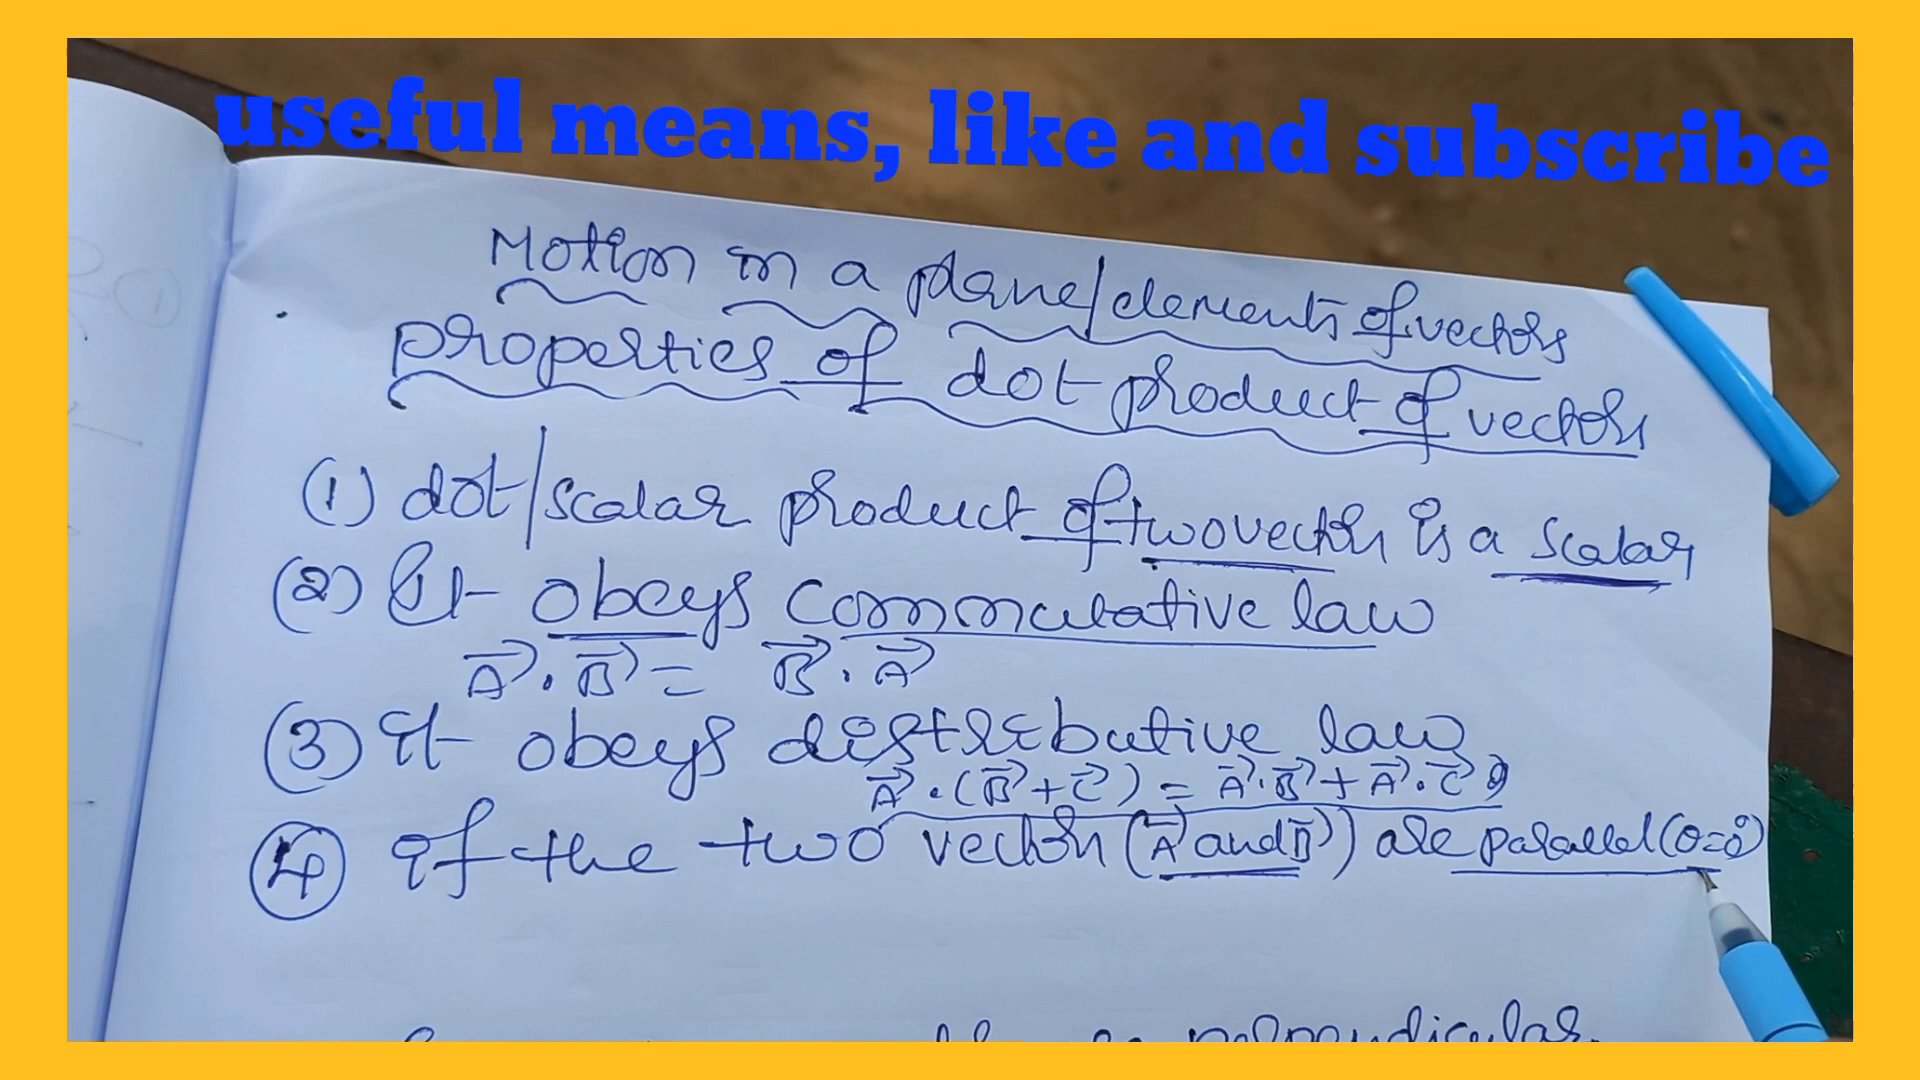 useful means, like and subscribe
Motion in a plane/elements of vectors
properties of dot product of vectors
(1) dot/scalar product of two vectors is a scalar
(2) It obeys commutative law
A⃗ . B⃗ = B⃗ . A⃗
(3) it obeys distributive law
A⃗ . (B⃗ + C⃗) = A⃗ . B⃗ + A⃗ . C⃗
(4) if the two vectors (A⃗ and B⃗) are parallel (θ=0°)
perpendicular